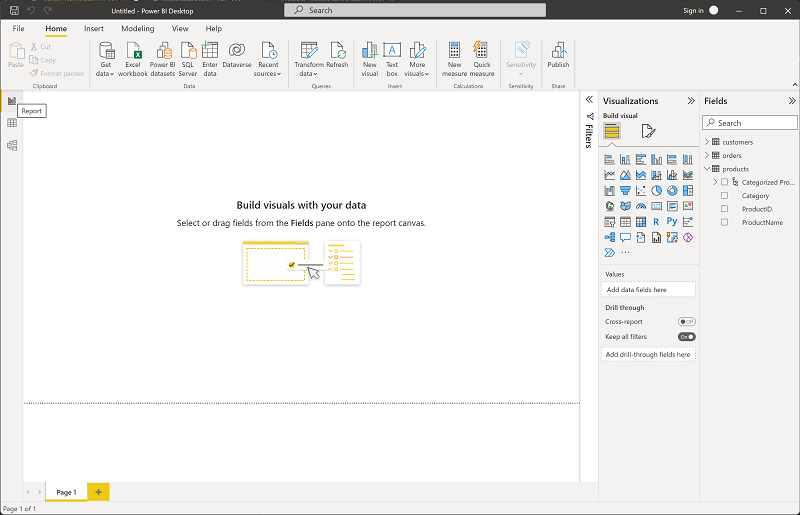 Untitled - Power BI Desktop
Search
Sign in
File Home Insert Modeling View Help
Paste
Cut
Copy
Format painter
Get data
Excel workbook
Power BI datasets
SQL Server
Enter data
Dataverse
Recent sources
Transform data
Refresh
New visual
Text box
More visuals
New measure
Quick measure
Sensitivity
Publish
Clipboard
Data
Queries
Insert
Calculations
Sensitivity
Share
Report
Build visuals with your data
Select or drag fields from the Fields pane onto the report canvas.
Filters
Visualizations
Build visual
R Py
Values
Add data fields here
Drill through
Cross-report
Off
Keep all filters
On
Add drill-through fields here
Fields
Search
customers
orders
products
Categorized Pro...
Category
ProductID
ProductName
Page 1
Page 1 of 1